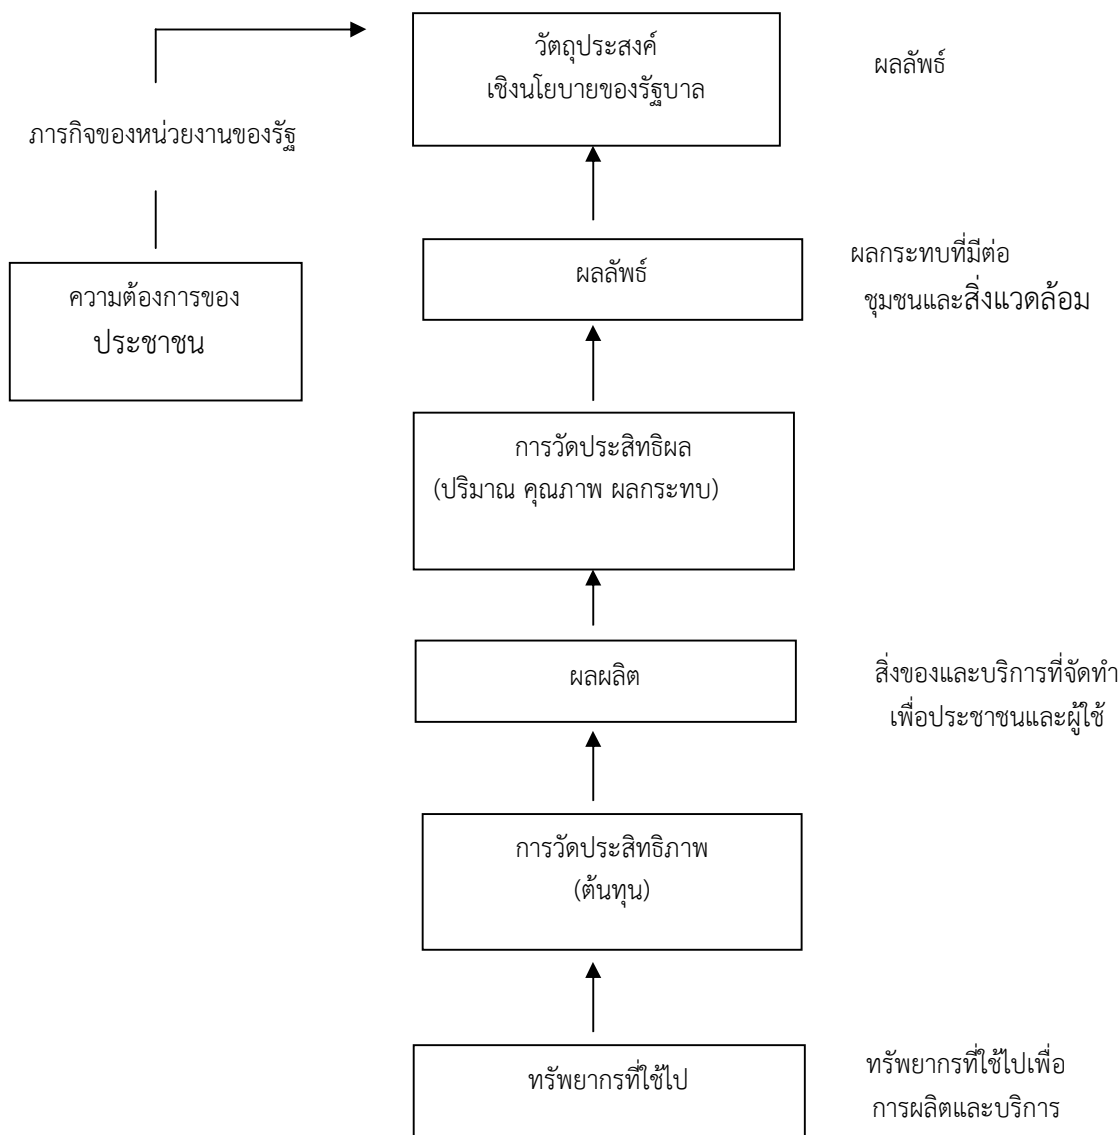 วัตถุประสงค์
เชิงนโยบายของรัฐบาล
ผลลัพธ์
ภารกิจของหน่วยงานของรัฐ
ผลลัพธ์
ผลกระทบที่มีต่อ
ชุมชนและสิ่งแวดล้อม
ความต้องการของ
ประชาชน
การวัดประสิทธิผล
(ปริมาณ คุณภาพ ผลกระทบ)
ผลผลิต
สิ่งของและบริการที่จัดทำ
เพื่อประชาชนและผู้ใช้
การวัดประสิทธิภาพ
(ต้นทุน)
ทรัพยากรที่ใช้ไป
ทรัพยากรที่ใช้ไปเพื่อ
การผลิตและบริการ